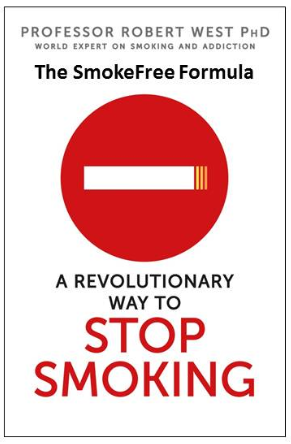 PROFESSOR ROBERT WEST PHD
WORLD EXPERT ON SMOKING AND ADDICTION
The SmokeFree Formula
A REVOLUTIONARY
WAY TO
STOP
SMOKING